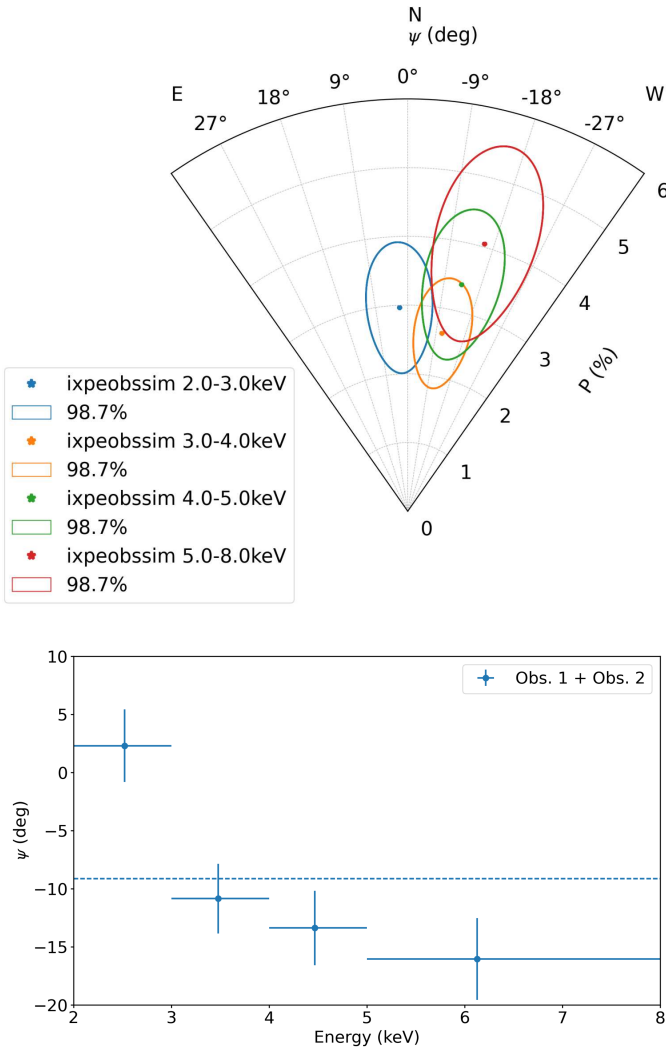 N
ψ (deg)
E
27°
18°
9°
0°
-9°
-18°
-27°
W
6
5
4
3
2
1
0
P (%)
ixpeobssim 2.0-3.0keV
98.7%
ixpeobssim 3.0-4.0keV
98.7%
ixpeobssim 4.0-5.0keV
98.7%
ixpeobssim 5.0-8.0keV
98.7%
Obs. 1 + Obs. 2
ψ (deg)
10
5
0
−5
−10
−15
−20
2 3 4 5 6 7 8
Energy (keV)